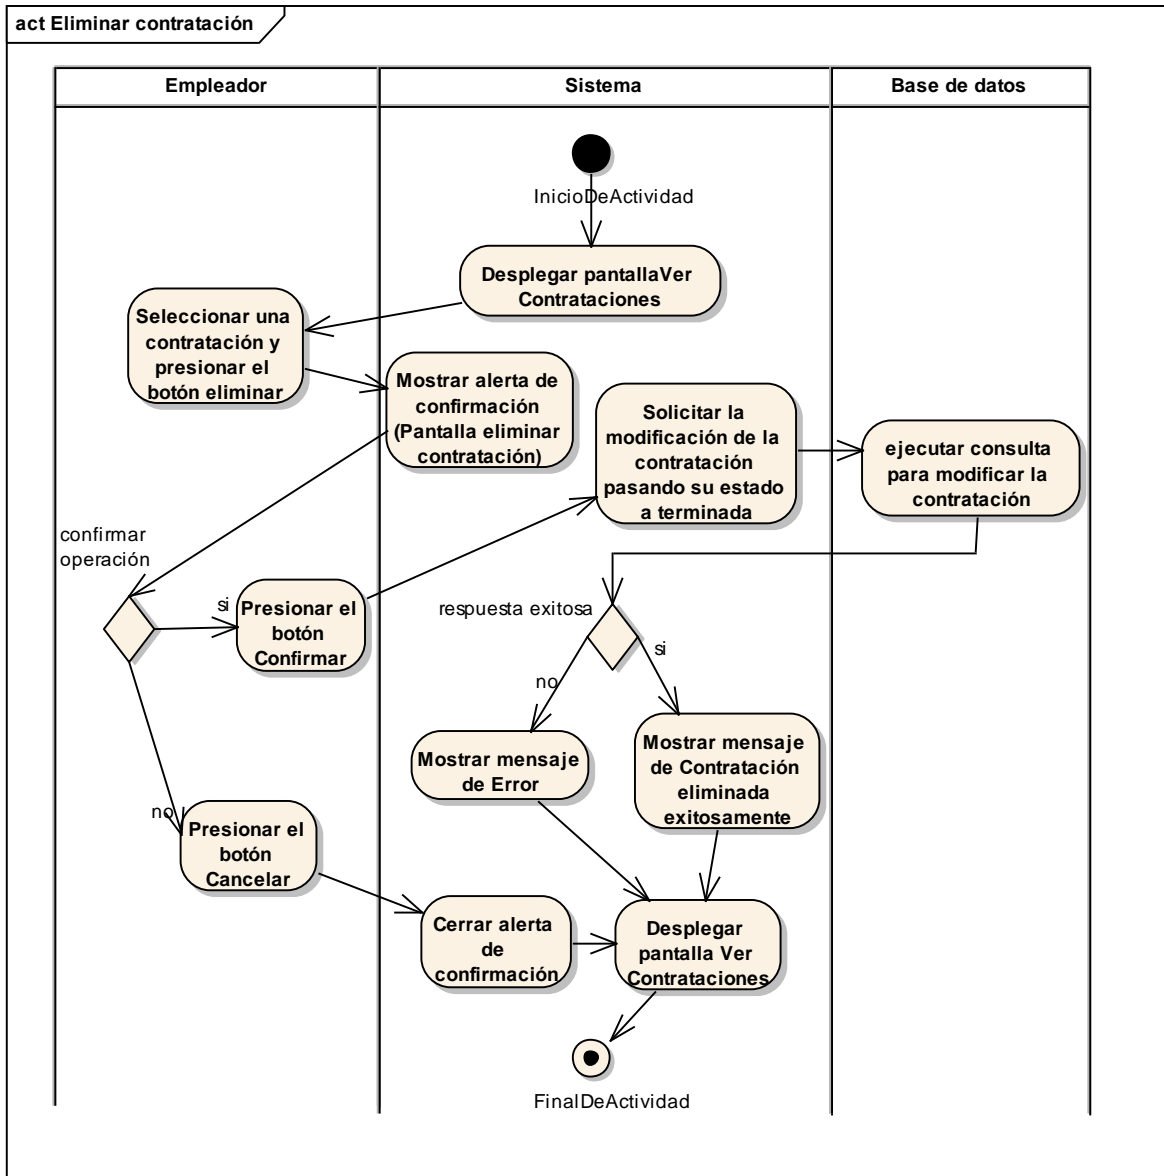 act Eliminar contratación
Empleador
Sistema
Base de datos
InicioDeActividad
Desplegar pantallaVer
Contrataciones
Seleccionar una
contratación y
presionar el
botón eliminar
Mostrar alerta de
confirmación
(Pantalla eliminar
contratación)
Solicitar la
modificación de la
contratación
pasando su estado
a terminada
ejecutar consulta
para modificar la
contratación
confirmar
operación
si
Presionar el
botón
Confirmar
respuesta exitosa
si
no
Mostrar mensaje
de Error
Mostrar mensaje
de Contratación
eliminada
exitosamente
no
Presionar el
botón
Cancelar
Cerrar alerta
de
confirmación
Desplegar
pantalla Ver
Contrataciones
FinalDeActividad